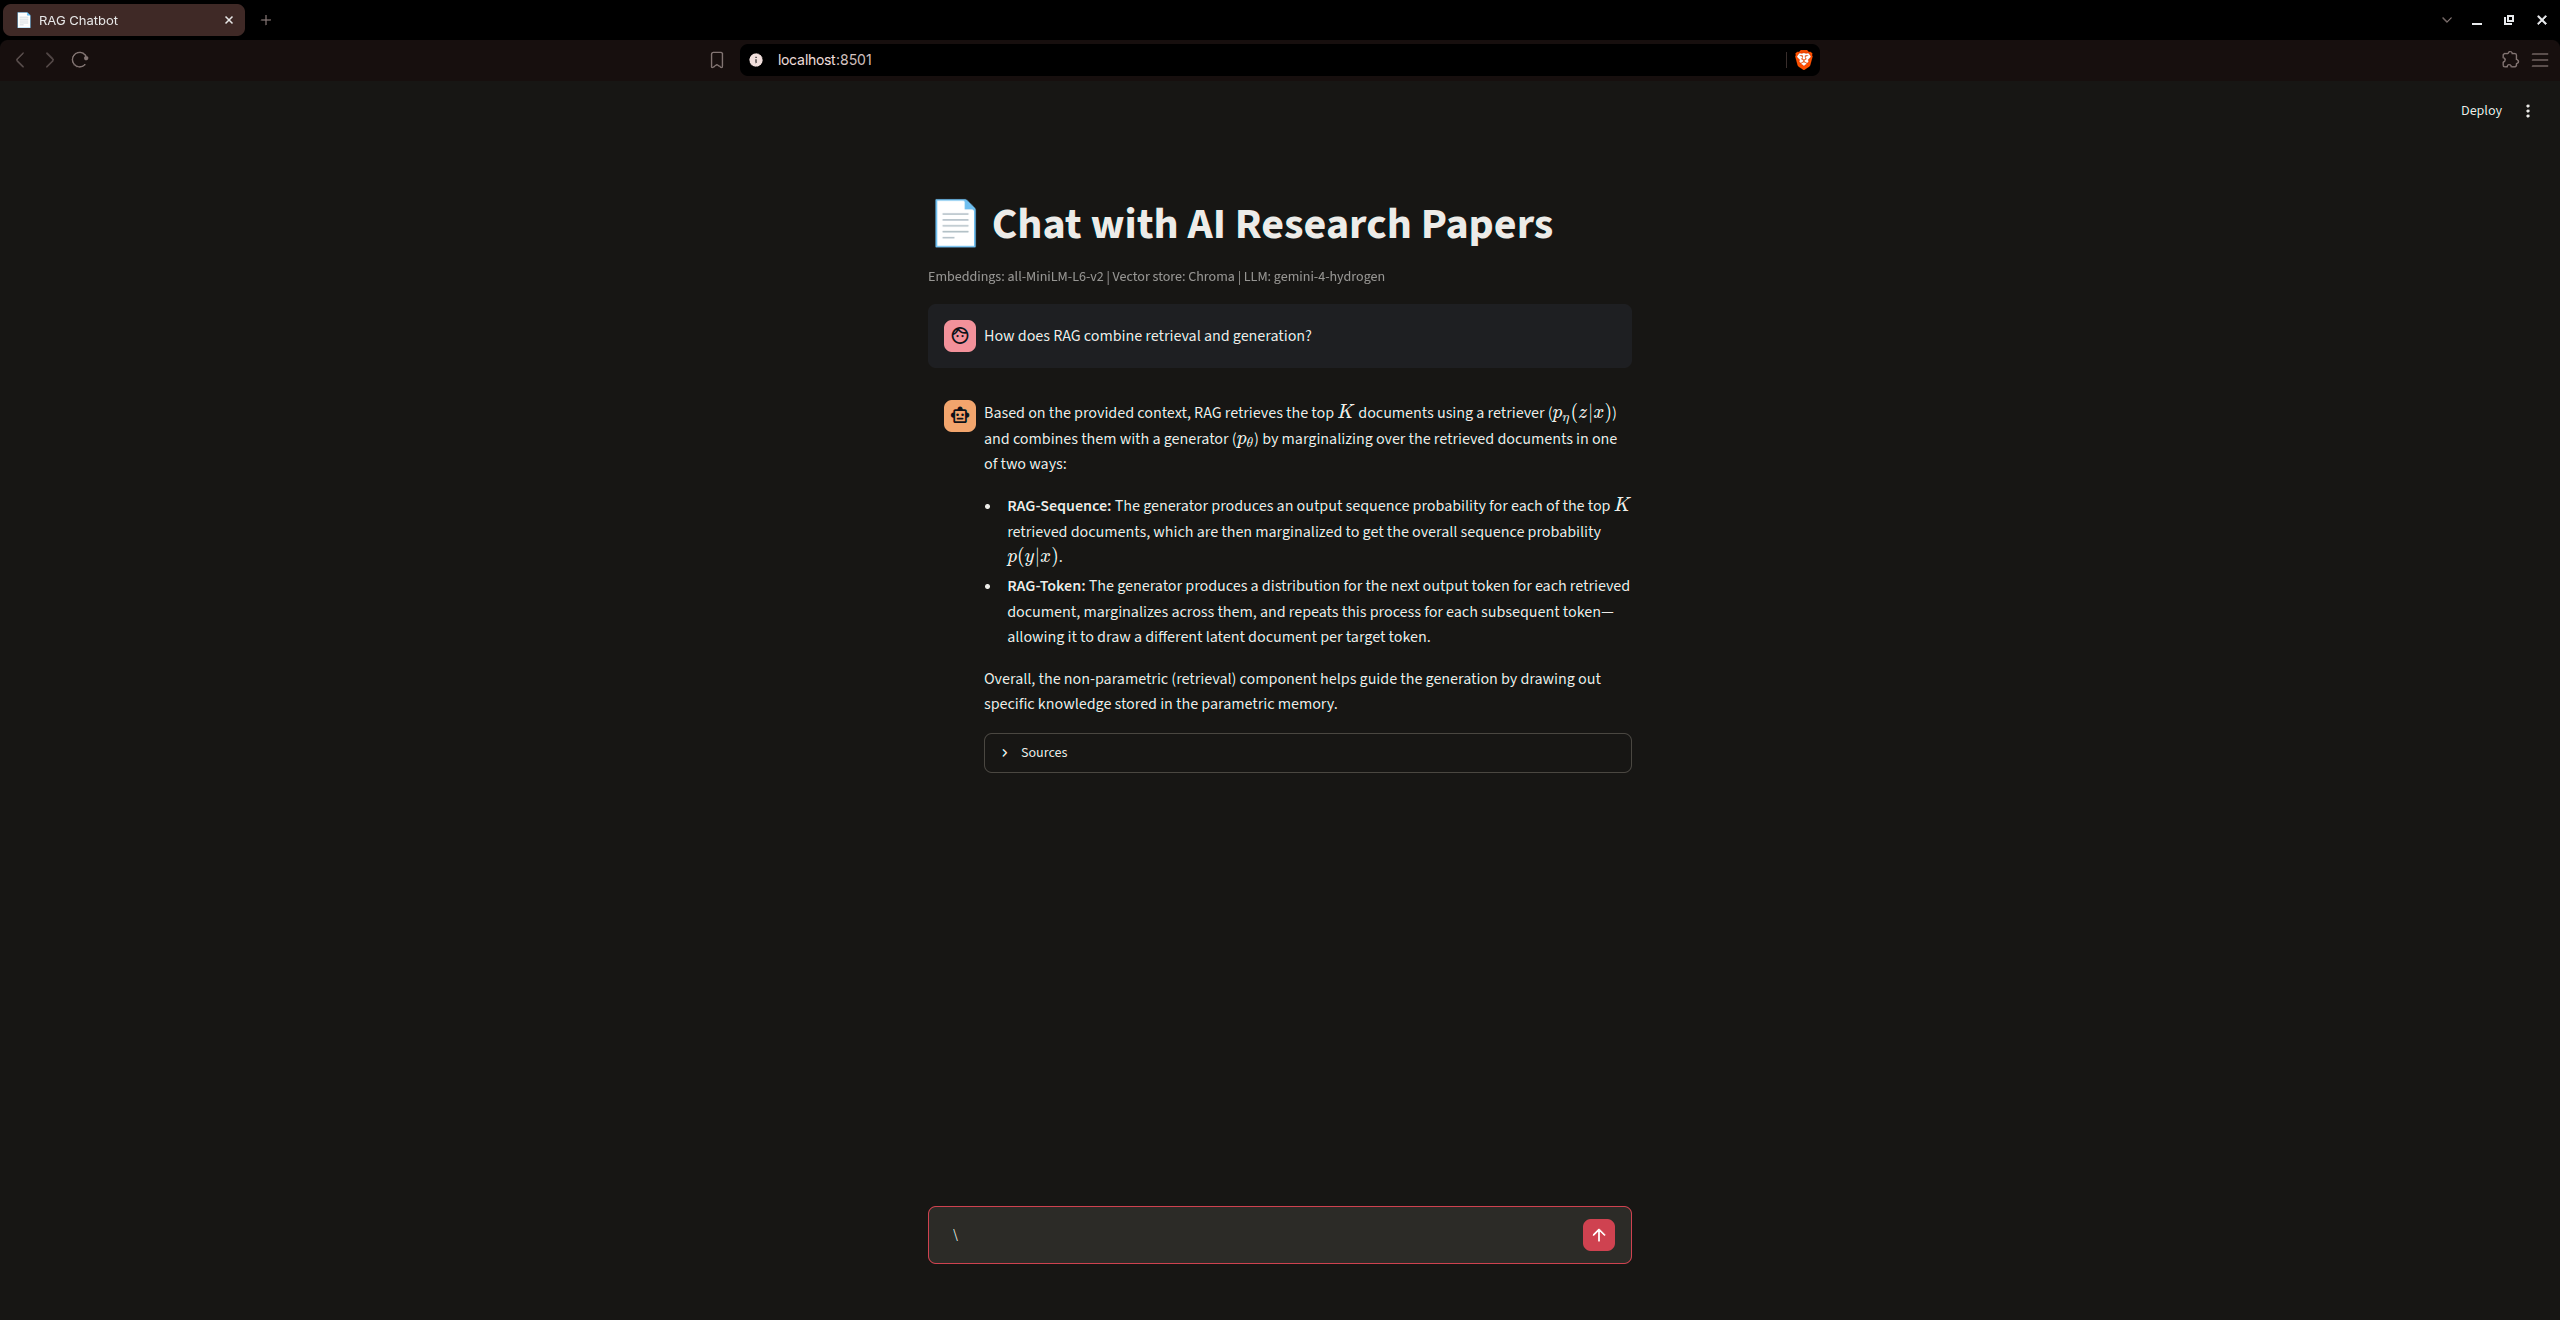 RAG Chatbot
localhost:8501
Deploy
Chat with AI Research Papers
Embeddings: all-MiniLM-L6-v2 | Vector store: Chroma | LLM: gemini-4-hydrogen
How does RAG combine retrieval and generation?
Based on the provided context, RAG retrieves the top K documents using a retriever (pη(z|x))
and combines them with a generator (pθ) by marginalizing over the retrieved documents in one
of two ways:
• RAG-Sequence: The generator produces an output sequence probability for each of the top K
retrieved documents, which are then marginalized to get the overall sequence probability
p(y|x).
• RAG-Token: The generator produces a distribution for the next output token for each retrieved
document, marginalizes across them, and repeats this process for each subsequent token—
allowing it to draw a different latent document per target token.
Overall, the non-parametric (retrieval) component helps guide the generation by drawing out
specific knowledge stored in the parametric memory.
Sources
\